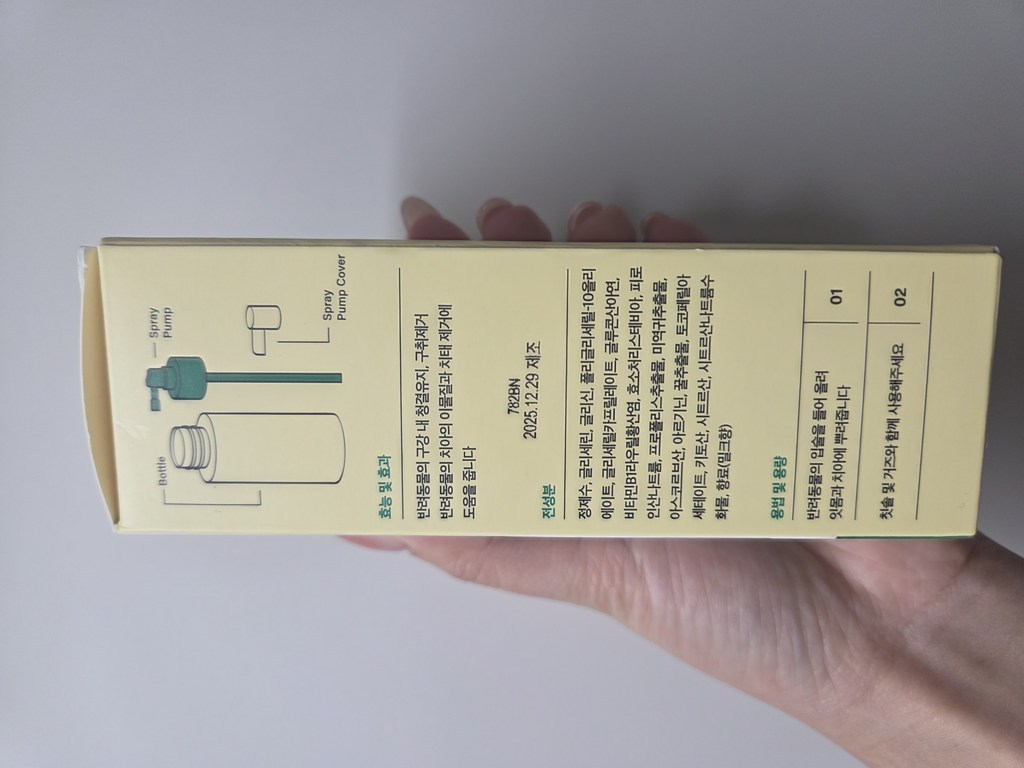 Bottle
Spray
Pump
Spray
Pump Cover
효능 및 효과
반려동물의 구강 내 청결유지, 구취제거
반려동물의 치아의 이물질과 치태 제거에
도움을 줍니다
782BN
2025.12.29 제조
전성분
정제수, 글리세린, 글리신, 폴리글리세릴-10올리
에이트, 글리세릴카프릴레이트, 글루콘산아연,
비타민B1라우릴황산염, 효소처리스테비아, 피로
인산나트륨, 프로폴리스추출물, 미역귀추출물,
아스코르브산, 아르기닌, 꿀추출물, 토코페릴아
세테이트, 키토산, 시트르산, 시트르산나트륨수
화물, 향료(밀크향)
용법 및 용량
반려동물의 입술을 들어 올려 01
잇몸과 치아에 뿌려줍니다
칫솔 및 거즈와 함께 사용해주세요 02